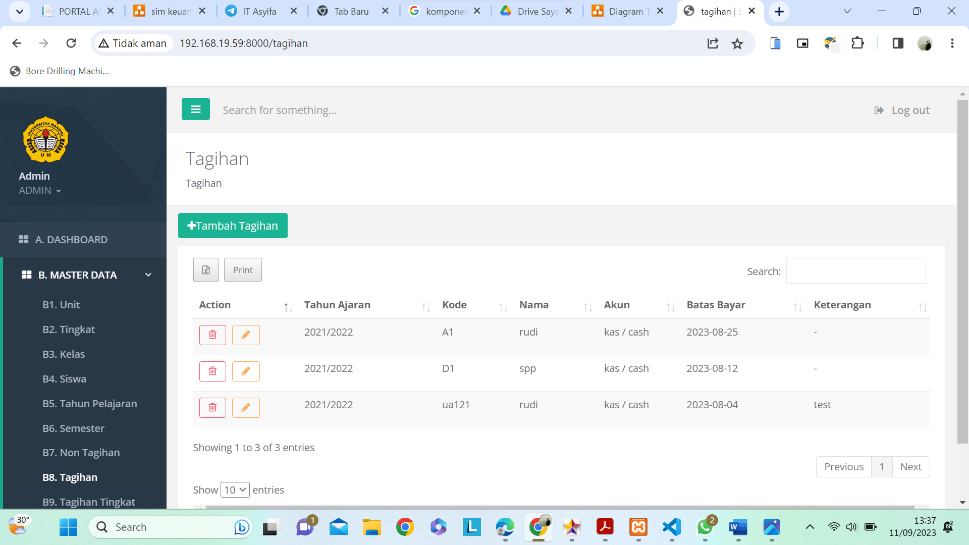 PORTAL AS
sim keuan
IT Asyifa
Tab Baru
kompone
Drive Saya
Diagram T
tagihan | S
Tidak aman
192.168.19.59:8000/tagihan
Bore Drilling Machi...
Search for something...
Log out
Admin
ADMIN
Tagihan
Tagihan
Tambah Tagihan
A. DASHBOARD
B. MASTER DATA
B1. Unit
B2. Tingkat
B3. Kelas
B4. Siswa
B5. Tahun Pelajaran
B6. Semester
B7. Non Tagihan
B8. Tagihan
B9. Tagihan Tingkat
Print
Search:
Action Tahun Ajaran Kode Nama Akun Batas Bayar Keterangan
2021/2022 A1 rudi kas / cash 2023-08-25 -
2021/2022 D1 spp kas / cash 2023-08-12 -
2021/2022 ua121 rudi kas / cash 2023-08-04 test
Showing 1 to 3 of 3 entries
Previous 1 Next
Show 10 entries
30°
Search
1
2
13:37
11/09/2023